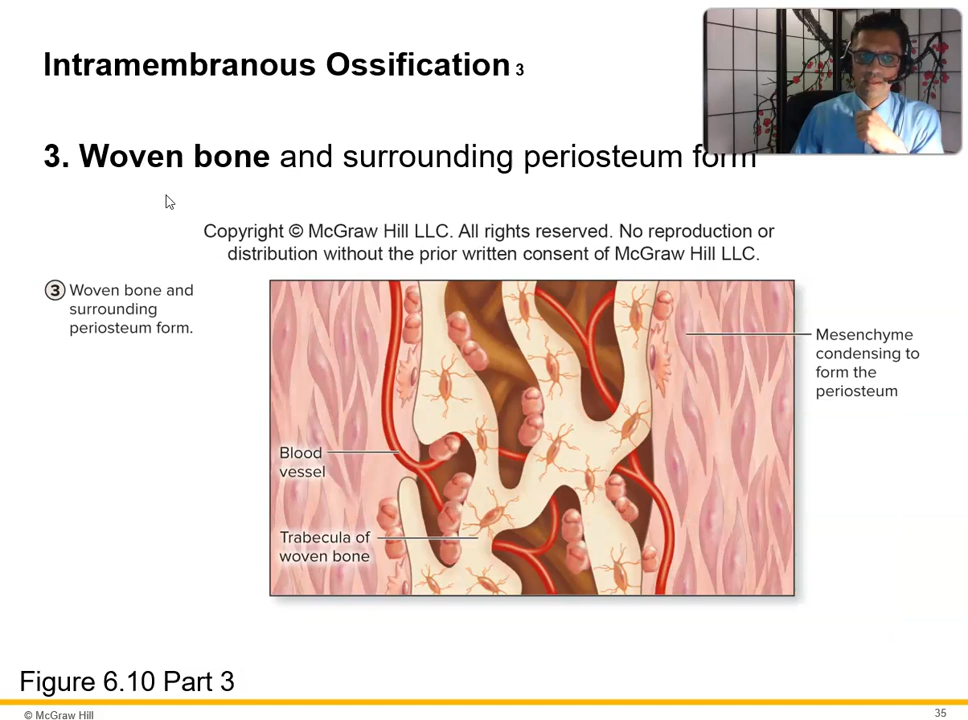 Intramembranous Ossification 3
3. Woven bone and surrounding periosteum form
Copyright © McGraw Hill LLC. All rights reserved. No reproduction or
distribution without the prior written consent of McGraw Hill LLC.
3 Woven bone and
surrounding
periosteum form.
Mesenchyme
condensing to
form the
periosteum
Blood
vessel
Trabecula of
woven bone
Figure 6.10 Part 3
© McGraw Hill
35